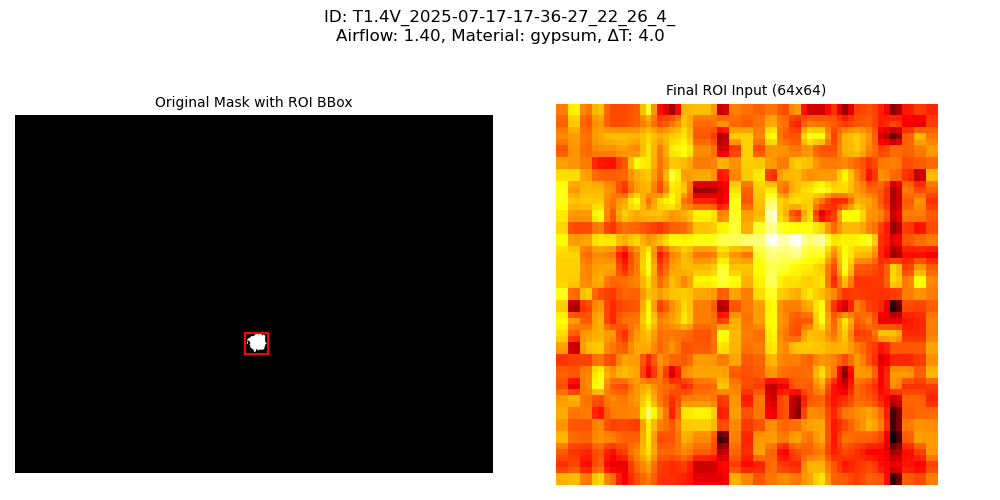 ID: T1.4V_2025-07-17-17-36-27_22_26_4_
Airflow: 1.40, Material: gypsum, ΔT: 4.0
Original Mask with ROI BBox
Final ROI Input (64x64)